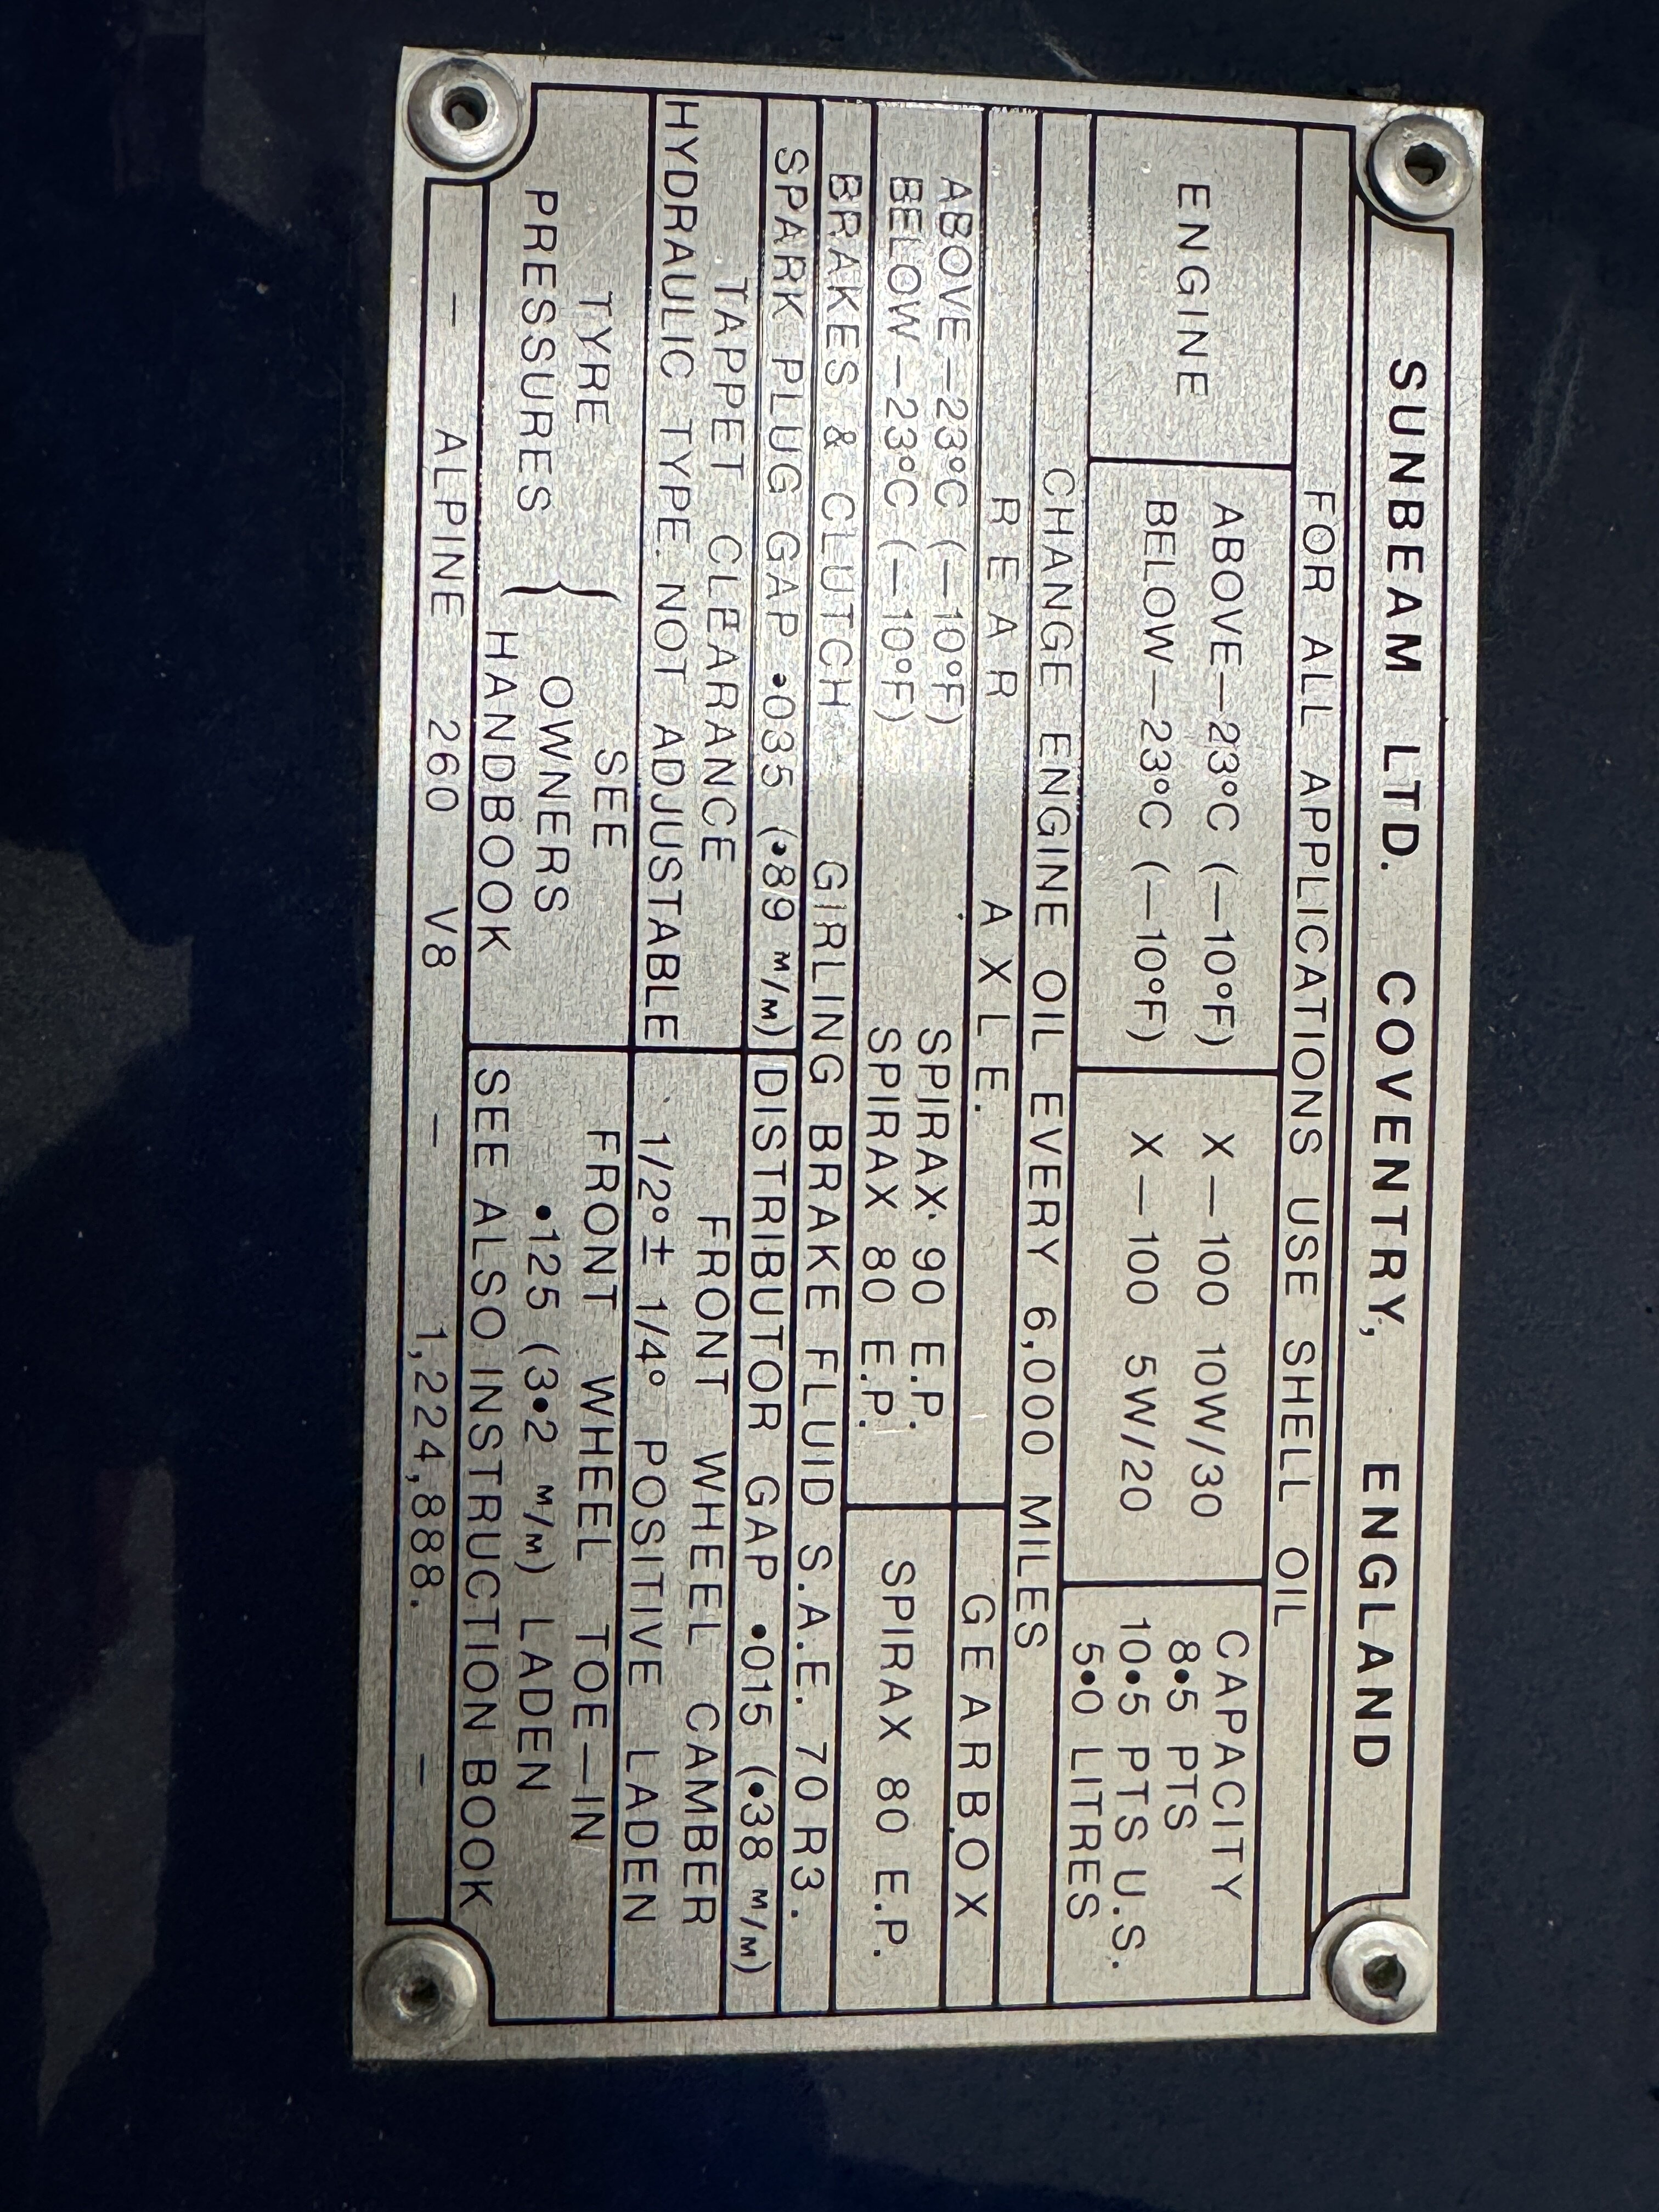 SUNBEAM LTD. COVENTRY, ENGLAND
FOR ALL APPLICATIONS USE SHELL OIL
ENGINE
ABOVE—23°C (—10°F)
BELOW—23°C (—10°F)
X—100 10W/30
X—100 5W/20
CAPACITY
8•5 PTS
10•5 PTS U.S.
5•0 LITRES
CHANGE ENGINE OIL EVERY 6,000 MILES
REAR AXLE.
GEARBOX
ABOVE—23°C (—10°F) SPIRAX 90 E.P.
BELOW—23°C (—10°F) SPIRAX 80 E.P.
SPIRAX 80 E.P.
BRAKES & CLUTCH GIRLING BRAKE FLUID S.A.E. 70 R3.
SPARK PLUG GAP •035 (•89 M/M)
DISTRIBUTOR GAP •015 (•38 M/M)
TAPPET CLEARANCE
HYDRAULIC TYPE. NOT ADJUSTABLE
FRONT WHEEL CAMBER
1/2°± 1/4° POSITIVE LADEN
TYRE
PRESSURES
} SEE
OWNERS
HANDBOOK
FRONT WHEEL TOE—IN
•125 (3•2 M/M) LADEN
SEE ALSO INSTRUCTION BOOK
– ALPINE 260 V8 – 1,224,888. –